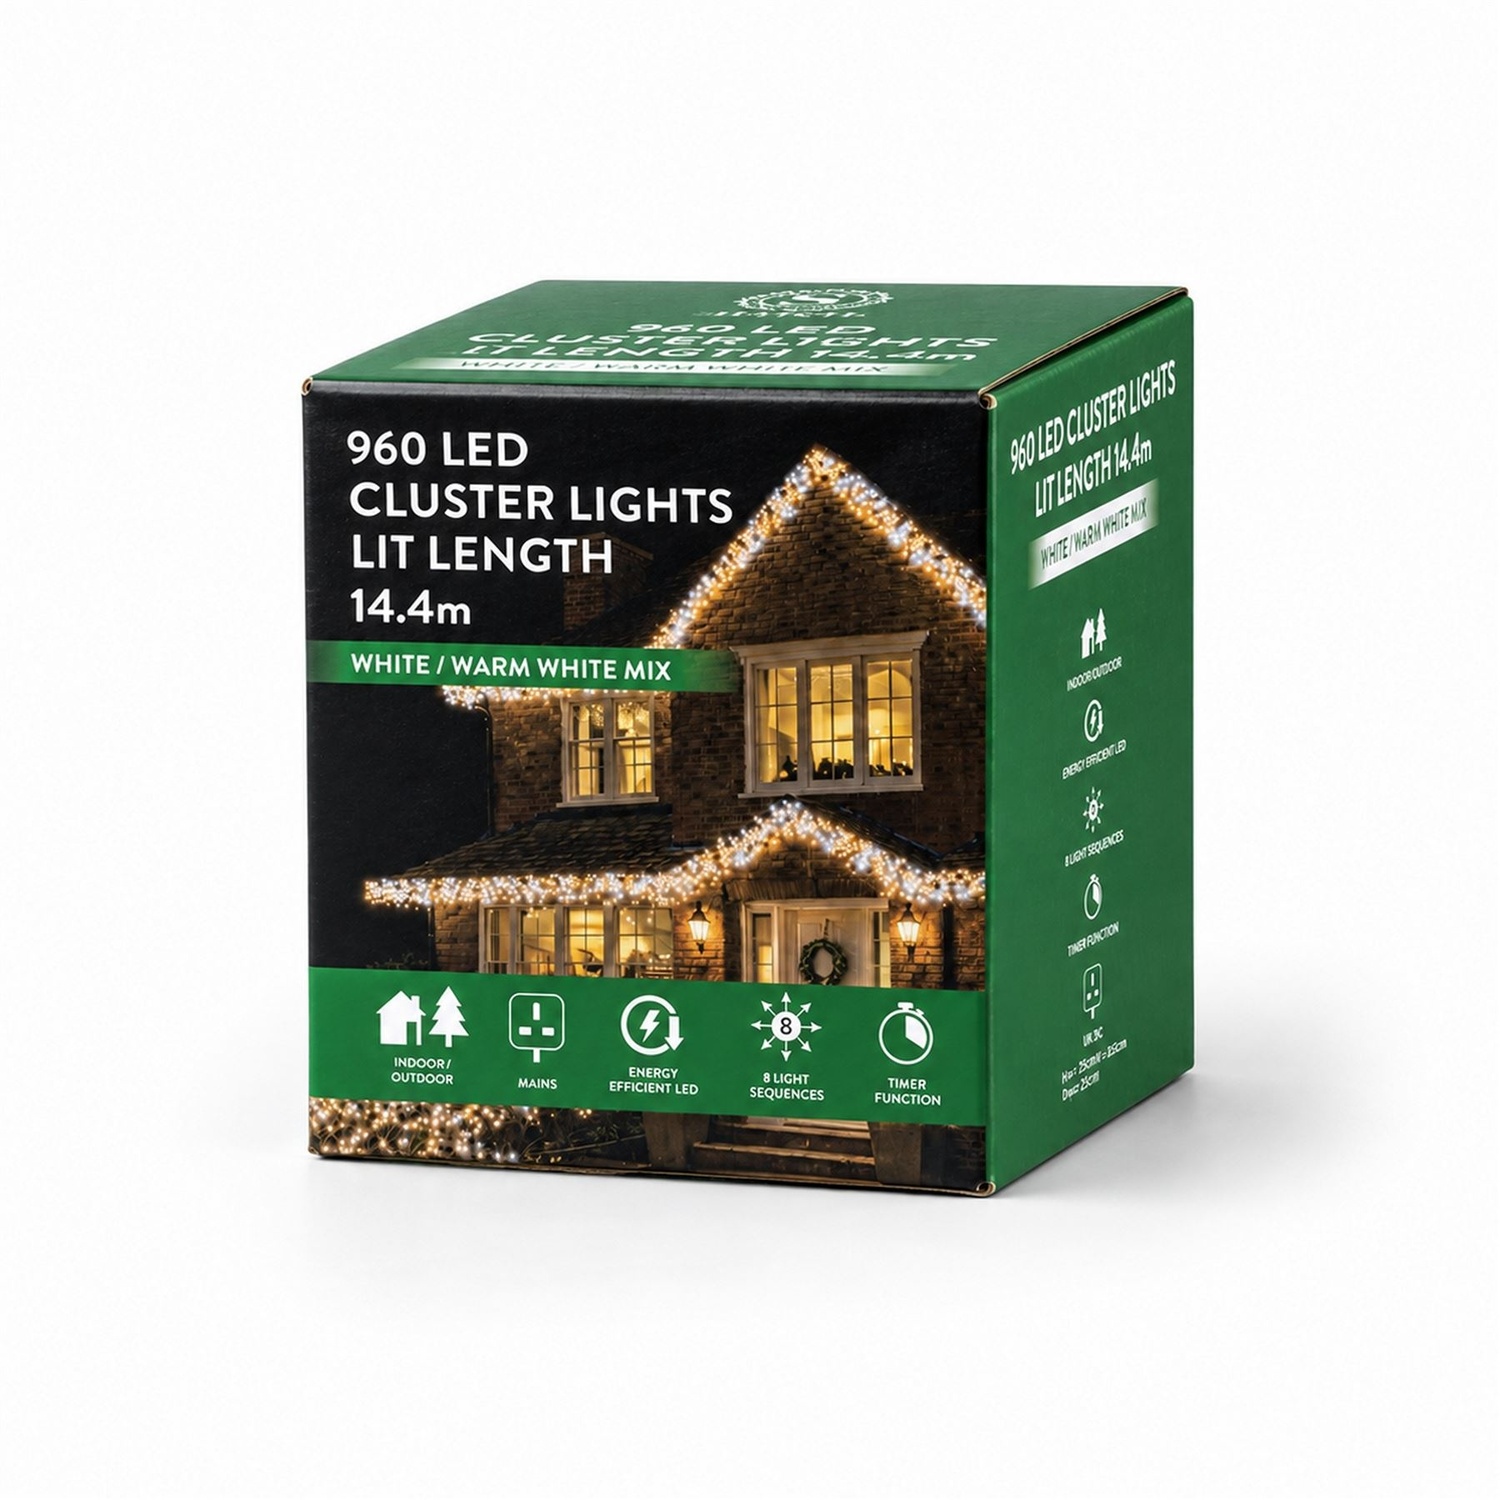 960 LED
CLUSTER LIGHTS
LIT LENGTH 14.4m
WHITE / WARM WHITE MIX
960 LED
CLUSTER LIGHTS
LIT LENGTH
14.4m
WHITE / WARM WHITE MIX
INDOOR/
OUTDOOR
MAINS
ENERGY
EFFICIENT LED
8
8 LIGHT
SEQUENCES
TIMER
FUNCTION
960 LED CLUSTER LIGHTS
LIT LENGTH 14.4m
WHITE / WARM WHITE MIX
INDOOR/OUTDOOR
ENERGY EFFICIENT LED
8 LIGHT SEQUENCES
TIMER FUNCTION